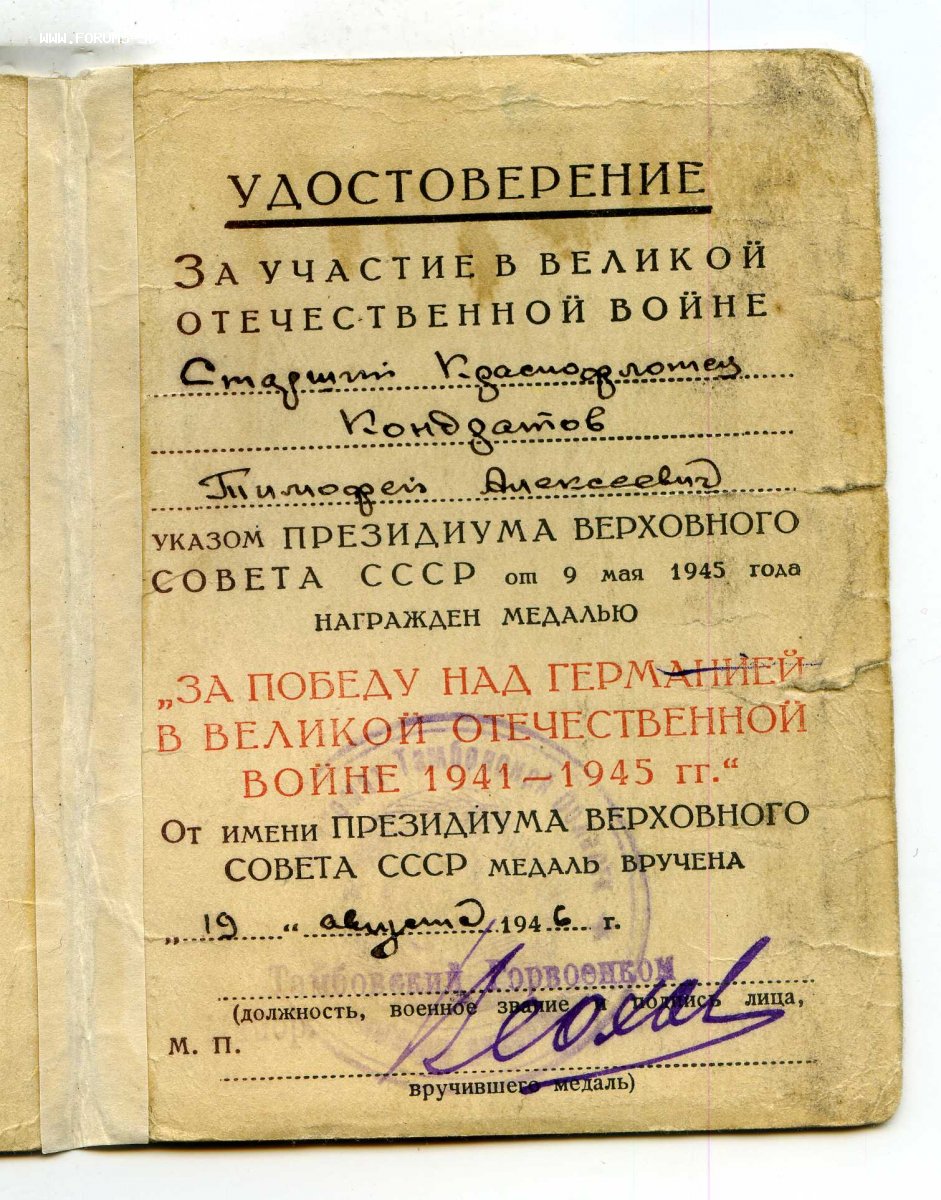 WWW.FORUM
УДОСТОВЕРЕНИЕ
ЗА УЧАСТИЕ В ВЕЛИКОЙ
ОТЕЧЕСТВЕННОЙ ВОЙНЕ
Старший Краснофлотец
Кондратов
Тимофей Алексеевич
УКАЗОМ ПРЕЗИДИУМА ВЕРХОВНОГО
СОВЕТА СССР от 9 мая 1945 года
НАГРАЖДЕН МЕДАЛЬЮ
„ЗА ПОБЕДУ НАД ГЕРМАНИЕЙ
В ВЕЛИКОЙ ОТЕЧЕСТВЕННОЙ
ВОЙНЕ 1941—1945 гг.“
ОТ ИМЕНИ ПРЕЗИДИУМА ВЕРХОВНОГО
СОВЕТА СССР МЕДАЛЬ ВРУЧЕНА
„19“ августа 1946 г.
Тамбовский Горвоенком
(должность, военное звание и подпись лица,
М. П.
вручившего медаль)